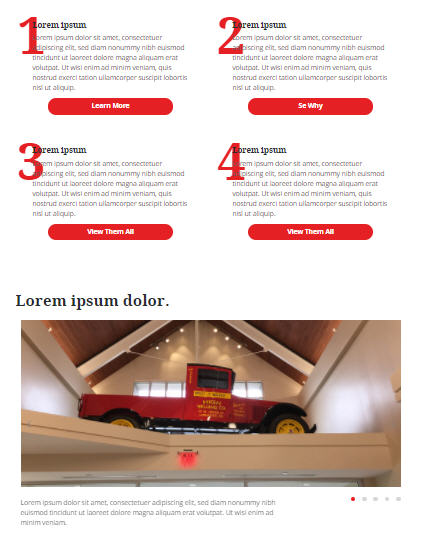 1
Lorem ipsum
Lorem ipsum dolor sit amet, consectetuer
adipiscing elit, sed diam nonummy nibh euismod
tincidunt ut laoreet dolore magna aliquam erat
volutpat. Ut wisi enim ad minim veniam, quis
nostrud exerci tation ullamcorper suscipit lobortis
nisl ut aliquip.
Learn More
2
Lorem ipsum
Lorem ipsum dolor sit amet, consectetuer
adipiscing elit, sed diam nonummy nibh euismod
tincidunt ut laoreet dolore magna aliquam erat
volutpat. Ut wisi enim ad minim veniam, quis
nostrud exerci tation ullamcorper suscipit lobortis
nisl ut aliquip.
Se Why
3
Lorem ipsum
Lorem ipsum dolor sit amet, consectetuer
adipiscing elit, sed diam nonummy nibh euismod
tincidunt ut laoreet dolore magna aliquam erat
volutpat. Ut wisi enim ad minim veniam, quis
nostrud exerci tation ullamcorper suscipit lobortis
nisl ut aliquip.
View Them All
4
Lorem ipsum
Lorem ipsum dolor sit amet, consectetuer
adipiscing elit, sed diam nonummy nibh euismod
tincidunt ut laoreet dolore magna aliquam erat
volutpat. Ut wisi enim ad minim veniam, quis
nostrud exerci tation ullamcorper suscipit lobortis
nisl ut aliquip.
View Them All
Lorem ipsum dolor.
Lorem ipsum dolor sit amet, consectetuer adipiscing elit, sed diam nonummy nibh
euismod tincidunt ut laoreet dolore magna aliquam erat volutpat. Ut wisi enim ad
minim veniam.